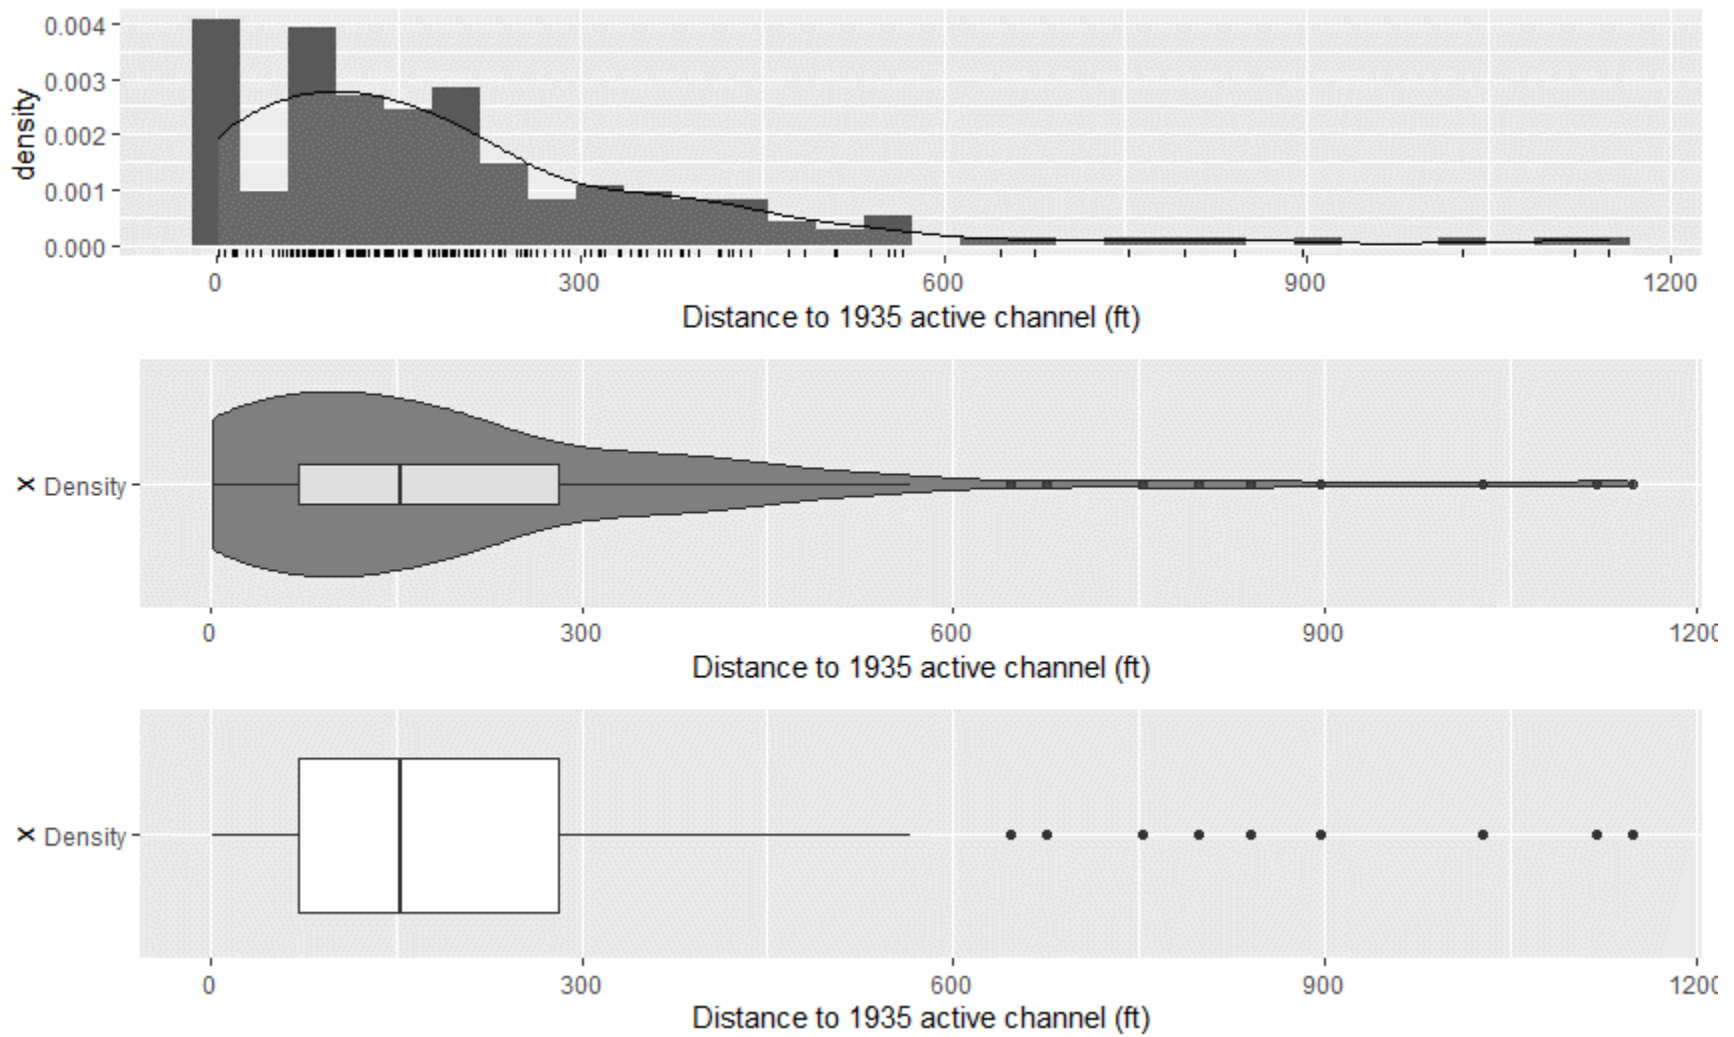 density
0.004
0.003
0.002
0.001
0.000
0 300 600 900 1200
Distance to 1935 active channel (ft)
x Density
0 300 600 900 1200
Distance to 1935 active channel (ft)
x Density
0 300 600 900 1200
Distance to 1935 active channel (ft)